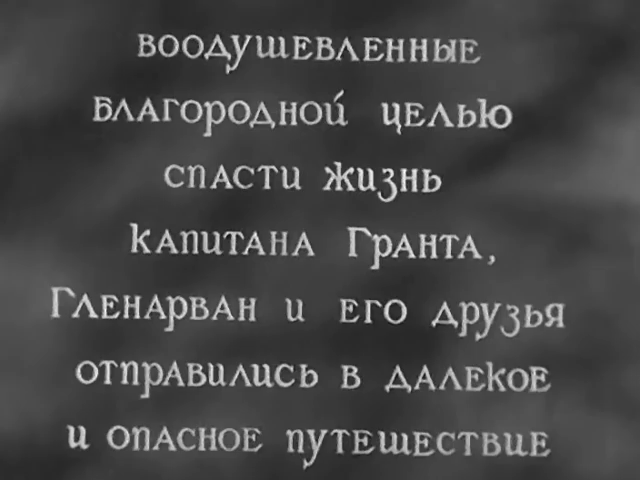 воодушевленные
благородной целью
спасти жизнь
капитана Гранта,
Гленарван и его друзья
отправились в далекое
и опасное путешествие